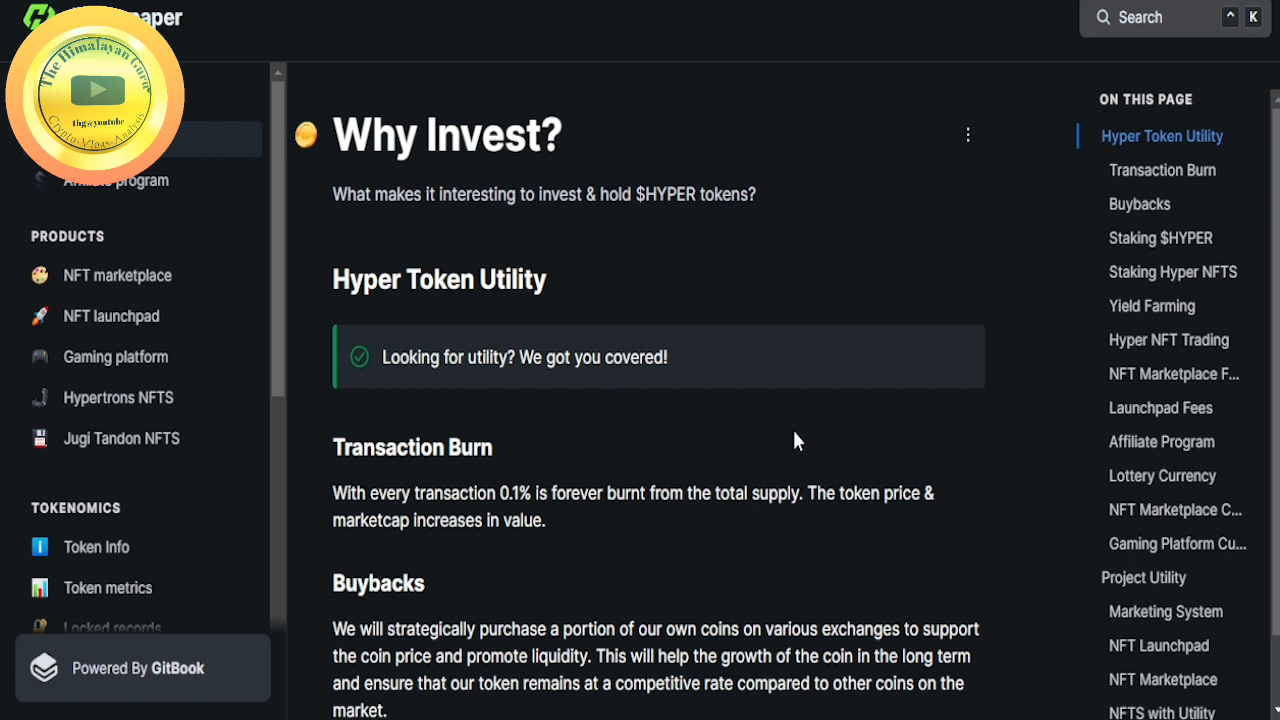 Search ^ K
The Himalayan Guru
thg@youtube
Crypto-Vlogs-Analysis
program
PRODUCTS
NFT marketplace
NFT launchpad
Gaming platform
Hypertrons NFTS
Jugi Tandon NFTS
TOKENOMICS
Token Info
Token metrics
Locked records
Powered By GitBook
Why Invest?
What makes it interesting to invest & hold $HYPER tokens?
Hyper Token Utility
Looking for utility? We got you covered!
Transaction Burn
With every transaction 0.1% is forever burnt from the total supply. The token price &
marketcap increases in value.
Buybacks
We will strategically purchase a portion of our own coins on various exchanges to support
the coin price and promote liquidity. This will help the growth of the coin in the long term
and ensure that our token remains at a competitive rate compared to other coins on the
market.
ON THIS PAGE
Hyper Token Utility
Transaction Burn
Buybacks
Staking $HYPER
Staking Hyper NFTS
Yield Farming
Hyper NFT Trading
NFT Marketplace F...
Launchpad Fees
Affiliate Program
Lottery Currency
NFT Marketplace C...
Gaming Platform Cu...
Project Utility
Marketing System
NFT Launchpad
NFT Marketplace
NFTS with Utility